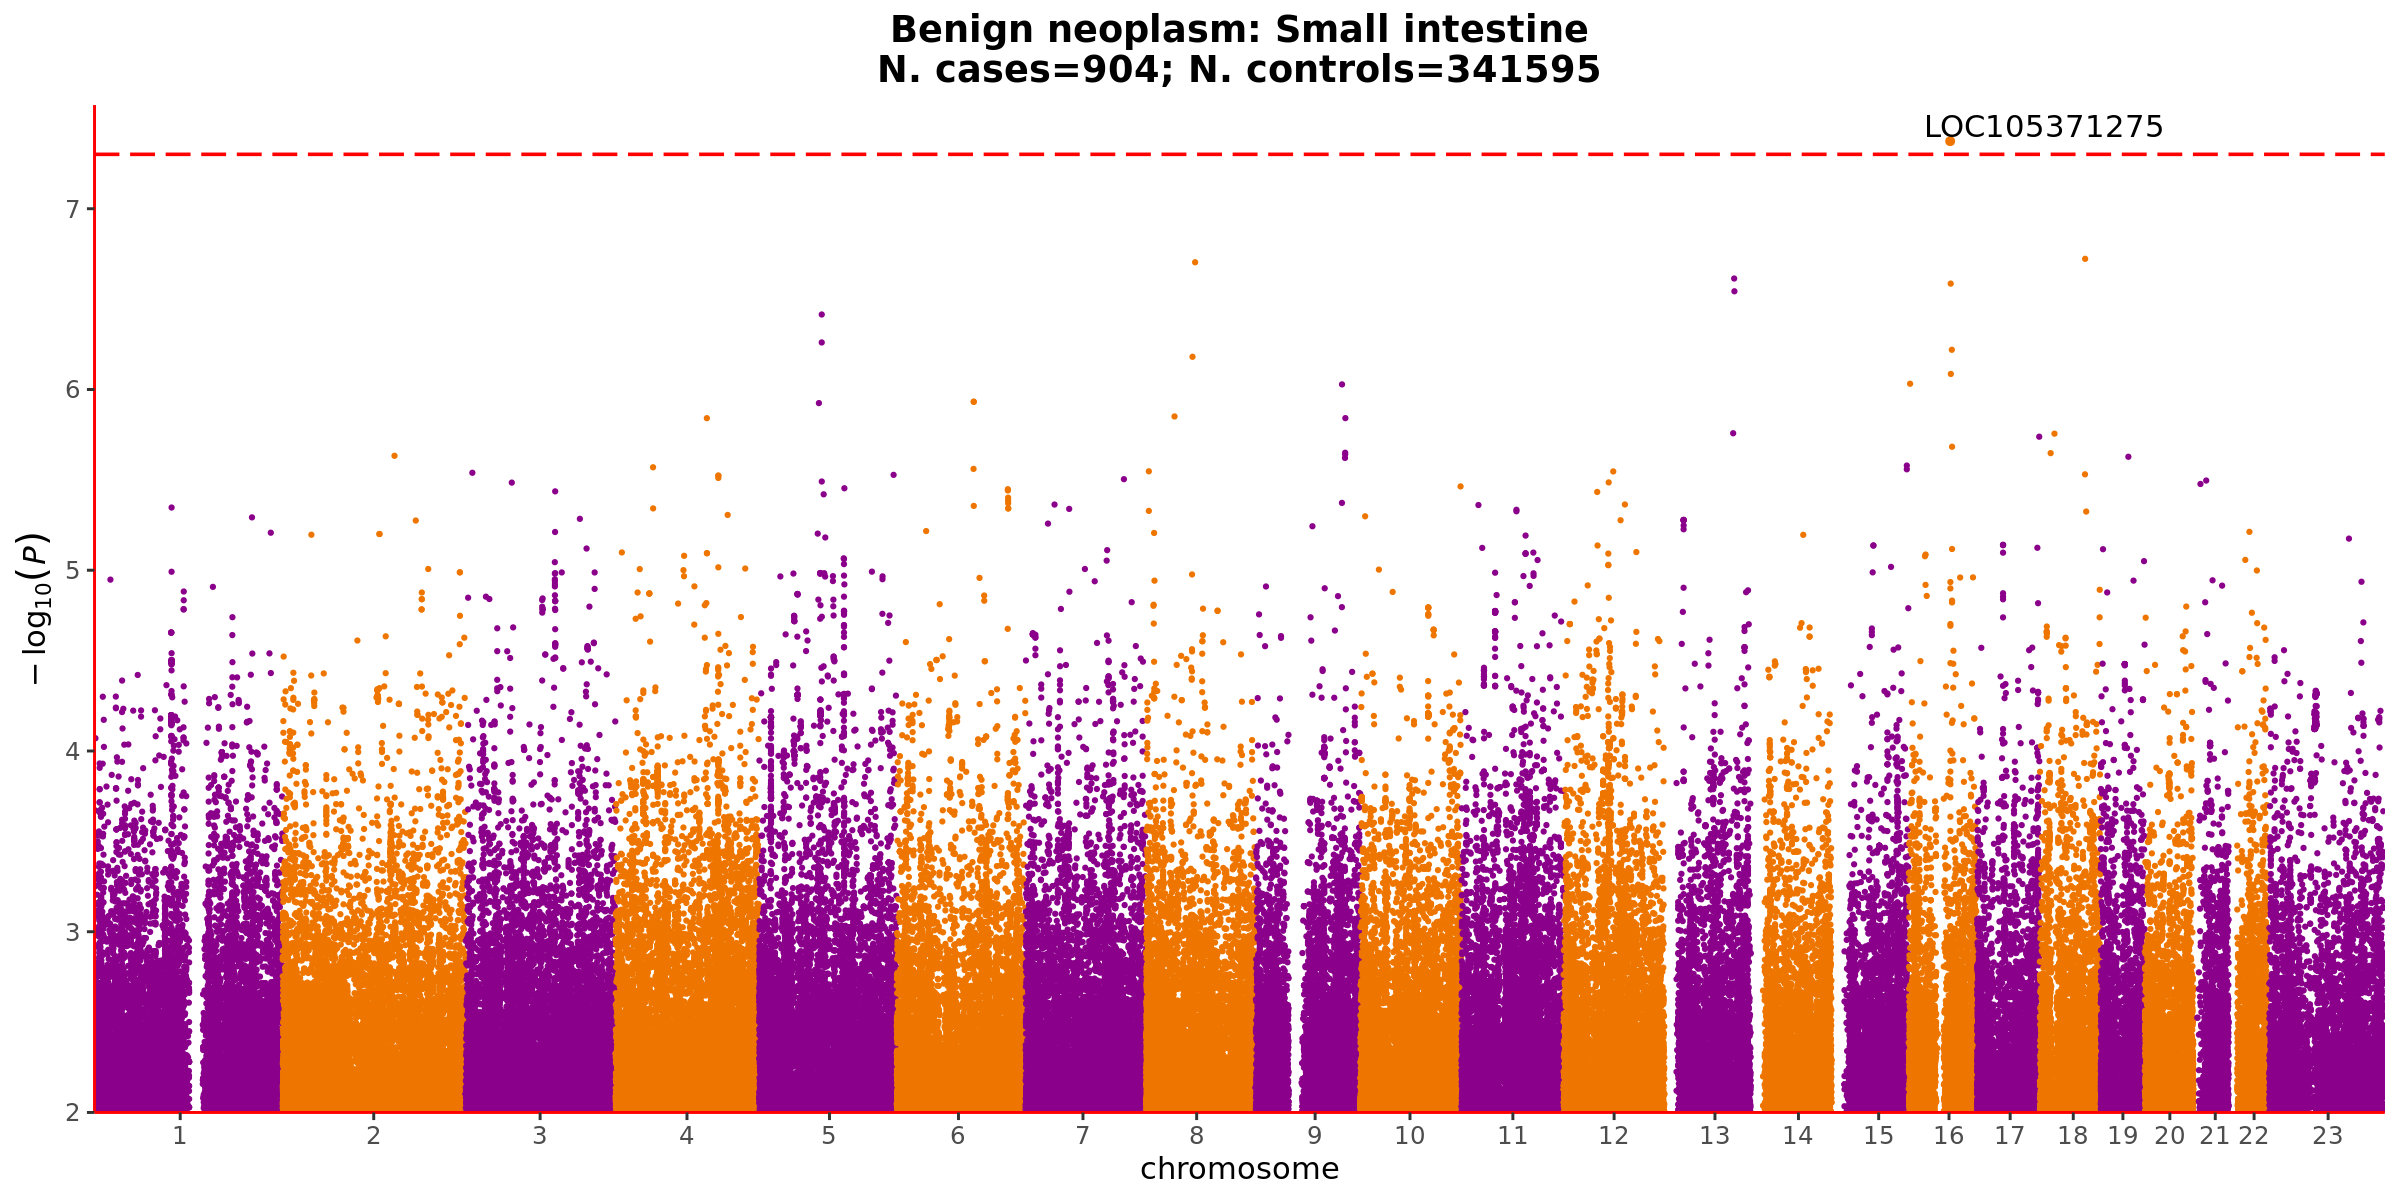 Benign neoplasm: Small intestine
N. cases=904; N. controls=341595
LOC105371275
7
6
5
4
3
2
− log10(P)
1 2 3 4 5 6 7 8 9 10 11 12 13 14 15 16 17 18 19 20 21 22 23
chromosome